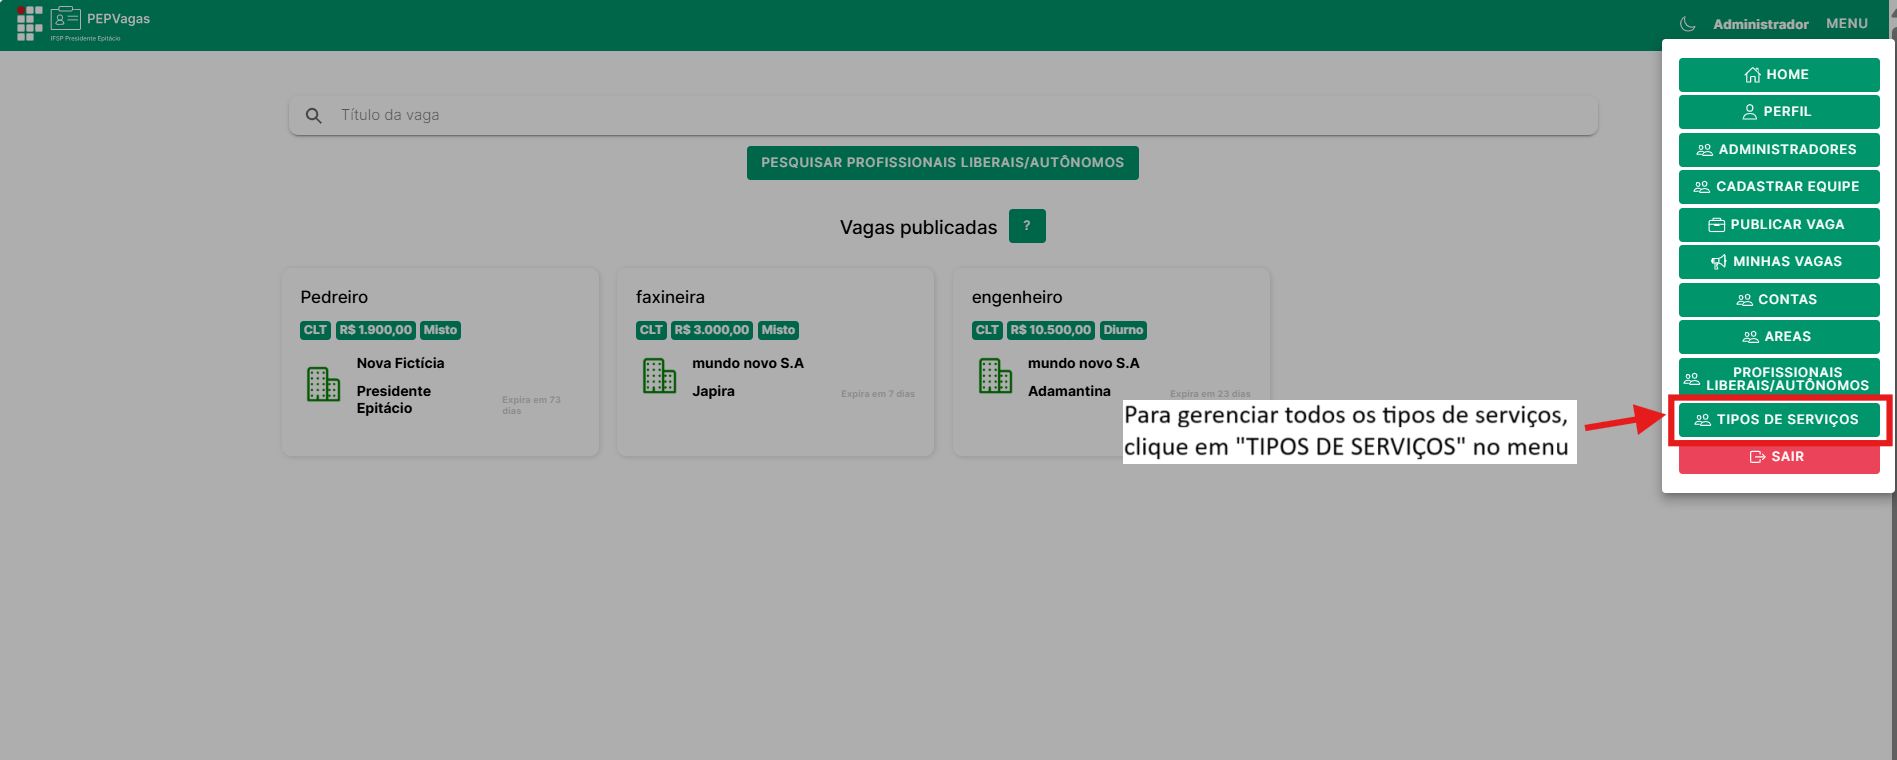 PEPVagas
IFSP Presidente Epitácio
Administrador
MENU
Título da vaga
PESQUISAR PROFISSIONAIS LIBERAIS/AUTÔNOMOS
Vagas publicadas
?
Pedreiro
CLT R$ 1.900,00 Misto
Nova Fictícia
Presidente
Epitácio
Expira em 73
dias
faxineira
CLT R$ 3.000,00 Misto
mundo novo S.A
Japira
Expira em 7 dias
engenheiro
CLT R$ 10.500,00 Diurno
mundo novo S.A
Adamantina
Expira em 23 dias
Para gerenciar todos os tipos de serviços,
clique em "TIPOS DE SERVIÇOS" no menu
HOME
PERFIL
ADMINISTRADORES
CADASTRAR EQUIPE
PUBLICAR VAGA
MINHAS VAGAS
CONTAS
AREAS
PROFISSIONAIS
LIBERAIS/AUTÔNOMOS
TIPOS DE SERVIÇOS
SAIR